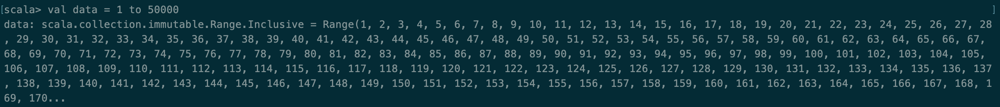 [scala> val data = 1 to 50000 ]
data: scala.collection.immutable.Range.Inclusive = Range(1, 2, 3, 4, 5, 6, 7, 8, 9, 10, 11, 12, 13, 14, 15, 16, 17, 18, 19, 20, 21, 22, 23, 24, 25, 26, 27, 28
, 29, 30, 31, 32, 33, 34, 35, 36, 37, 38, 39, 40, 41, 42, 43, 44, 45, 46, 47, 48, 49, 50, 51, 52, 53, 54, 55, 56, 57, 58, 59, 60, 61, 62, 63, 64, 65, 66, 67,
68, 69, 70, 71, 72, 73, 74, 75, 76, 77, 78, 79, 80, 81, 82, 83, 84, 85, 86, 87, 88, 89, 90, 91, 92, 93, 94, 95, 96, 97, 98, 99, 100, 101, 102, 103, 104, 105,
106, 107, 108, 109, 110, 111, 112, 113, 114, 115, 116, 117, 118, 119, 120, 121, 122, 123, 124, 125, 126, 127, 128, 129, 130, 131, 132, 133, 134, 135, 136, 137
, 138, 139, 140, 141, 142, 143, 144, 145, 146, 147, 148, 149, 150, 151, 152, 153, 154, 155, 156, 157, 158, 159, 160, 161, 162, 163, 164, 165, 166, 167, 168, 1
69, 170...